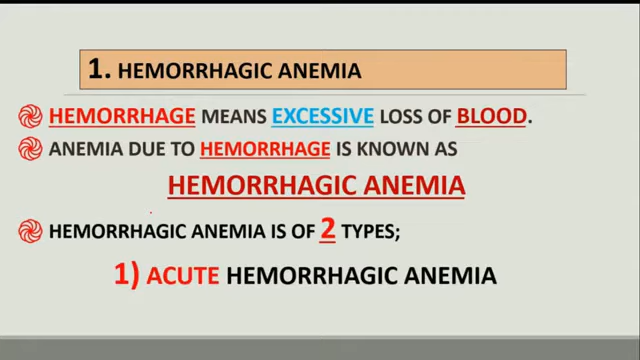 1. HEMORRHAGIC ANEMIA
HEMORRHAGE MEANS EXCESSIVE LOSS OF BLOOD.
ANEMIA DUE TO HEMORRHAGE IS KNOWN AS
HEMORRHAGIC ANEMIA
HEMORRHAGIC ANEMIA IS OF 2 TYPES;
1) ACUTE HEMORRHAGIC ANEMIA